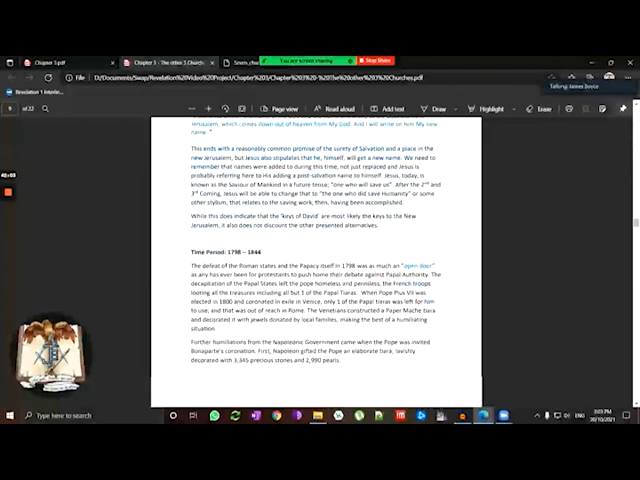 Chapter 3.pdf
Chapter 3 - The other 3 Churches
Seven_chu
You are screen sharing
Stop Share
File
D:/Documents/Swap/Revelation%20Video%20Project/Chapter%203/Chapter%203%20-%20The%20other%203%20Churches.pdf
Talking: James
Revelation 1 Interlin...
9 of 22
Page view
Read aloud
Add text
Draw
Highlight
Erase
Jerusalem, which comes down out of heaven from My God. And I will write on him My new
name."
This ends with a reasonably common promise of the surety of Salvation and a place in the
new Jerusalem, but Jesus also stipulates that he, himself, will get a new name. We need to
remember that names were added to during this time, not just replaced and Jesus is
probably referring here to His adding a post-salvation name to himself. Jesus, today, is
known as the Saviour of Mankind in a future tense; "one who will save us". After the 2nd and
3rd Coming, Jesus will be able to change that to "the one who did save Humanity" or some
other stylism, that relates to the saving work, then, having been accomplished.
While this does indicate that the 'keys of David' are most likely the keys to the New
Jerusalem, it also does not discount the other presented alternatives.
Time Period: 1798 – 1844
The defeat of the Roman states and the Papacy itself in 1798 was as much an "open door"
as any has ever been for protestants to push home their debate against Papal Authority. The
decapitation of the Papal States left the pope homeless and penniless, the French troops
looting all the treasures including all but 1 of the Papal Tiaras. When Pope Pius VII was
elected in 1800 and coronated in exile in Venice, only 1 of the Papal tiaras was left for him
to use; and that was out of reach in Rome. The Venetians constructed a Paper Mache tiara
and decorated it with jewels donated by local families, making the best of a humiliating
situation.
Further humiliations from the Napoleonic Government came when the Pope was invited
Bonaparte's coronation. First, Napoleon gifted the Pope an elaborate tiara, lavishly
decorated with 3,345 precious stones and 2,990 pearls.
Type here to search
ENG
3:03 PM
30/10/2021